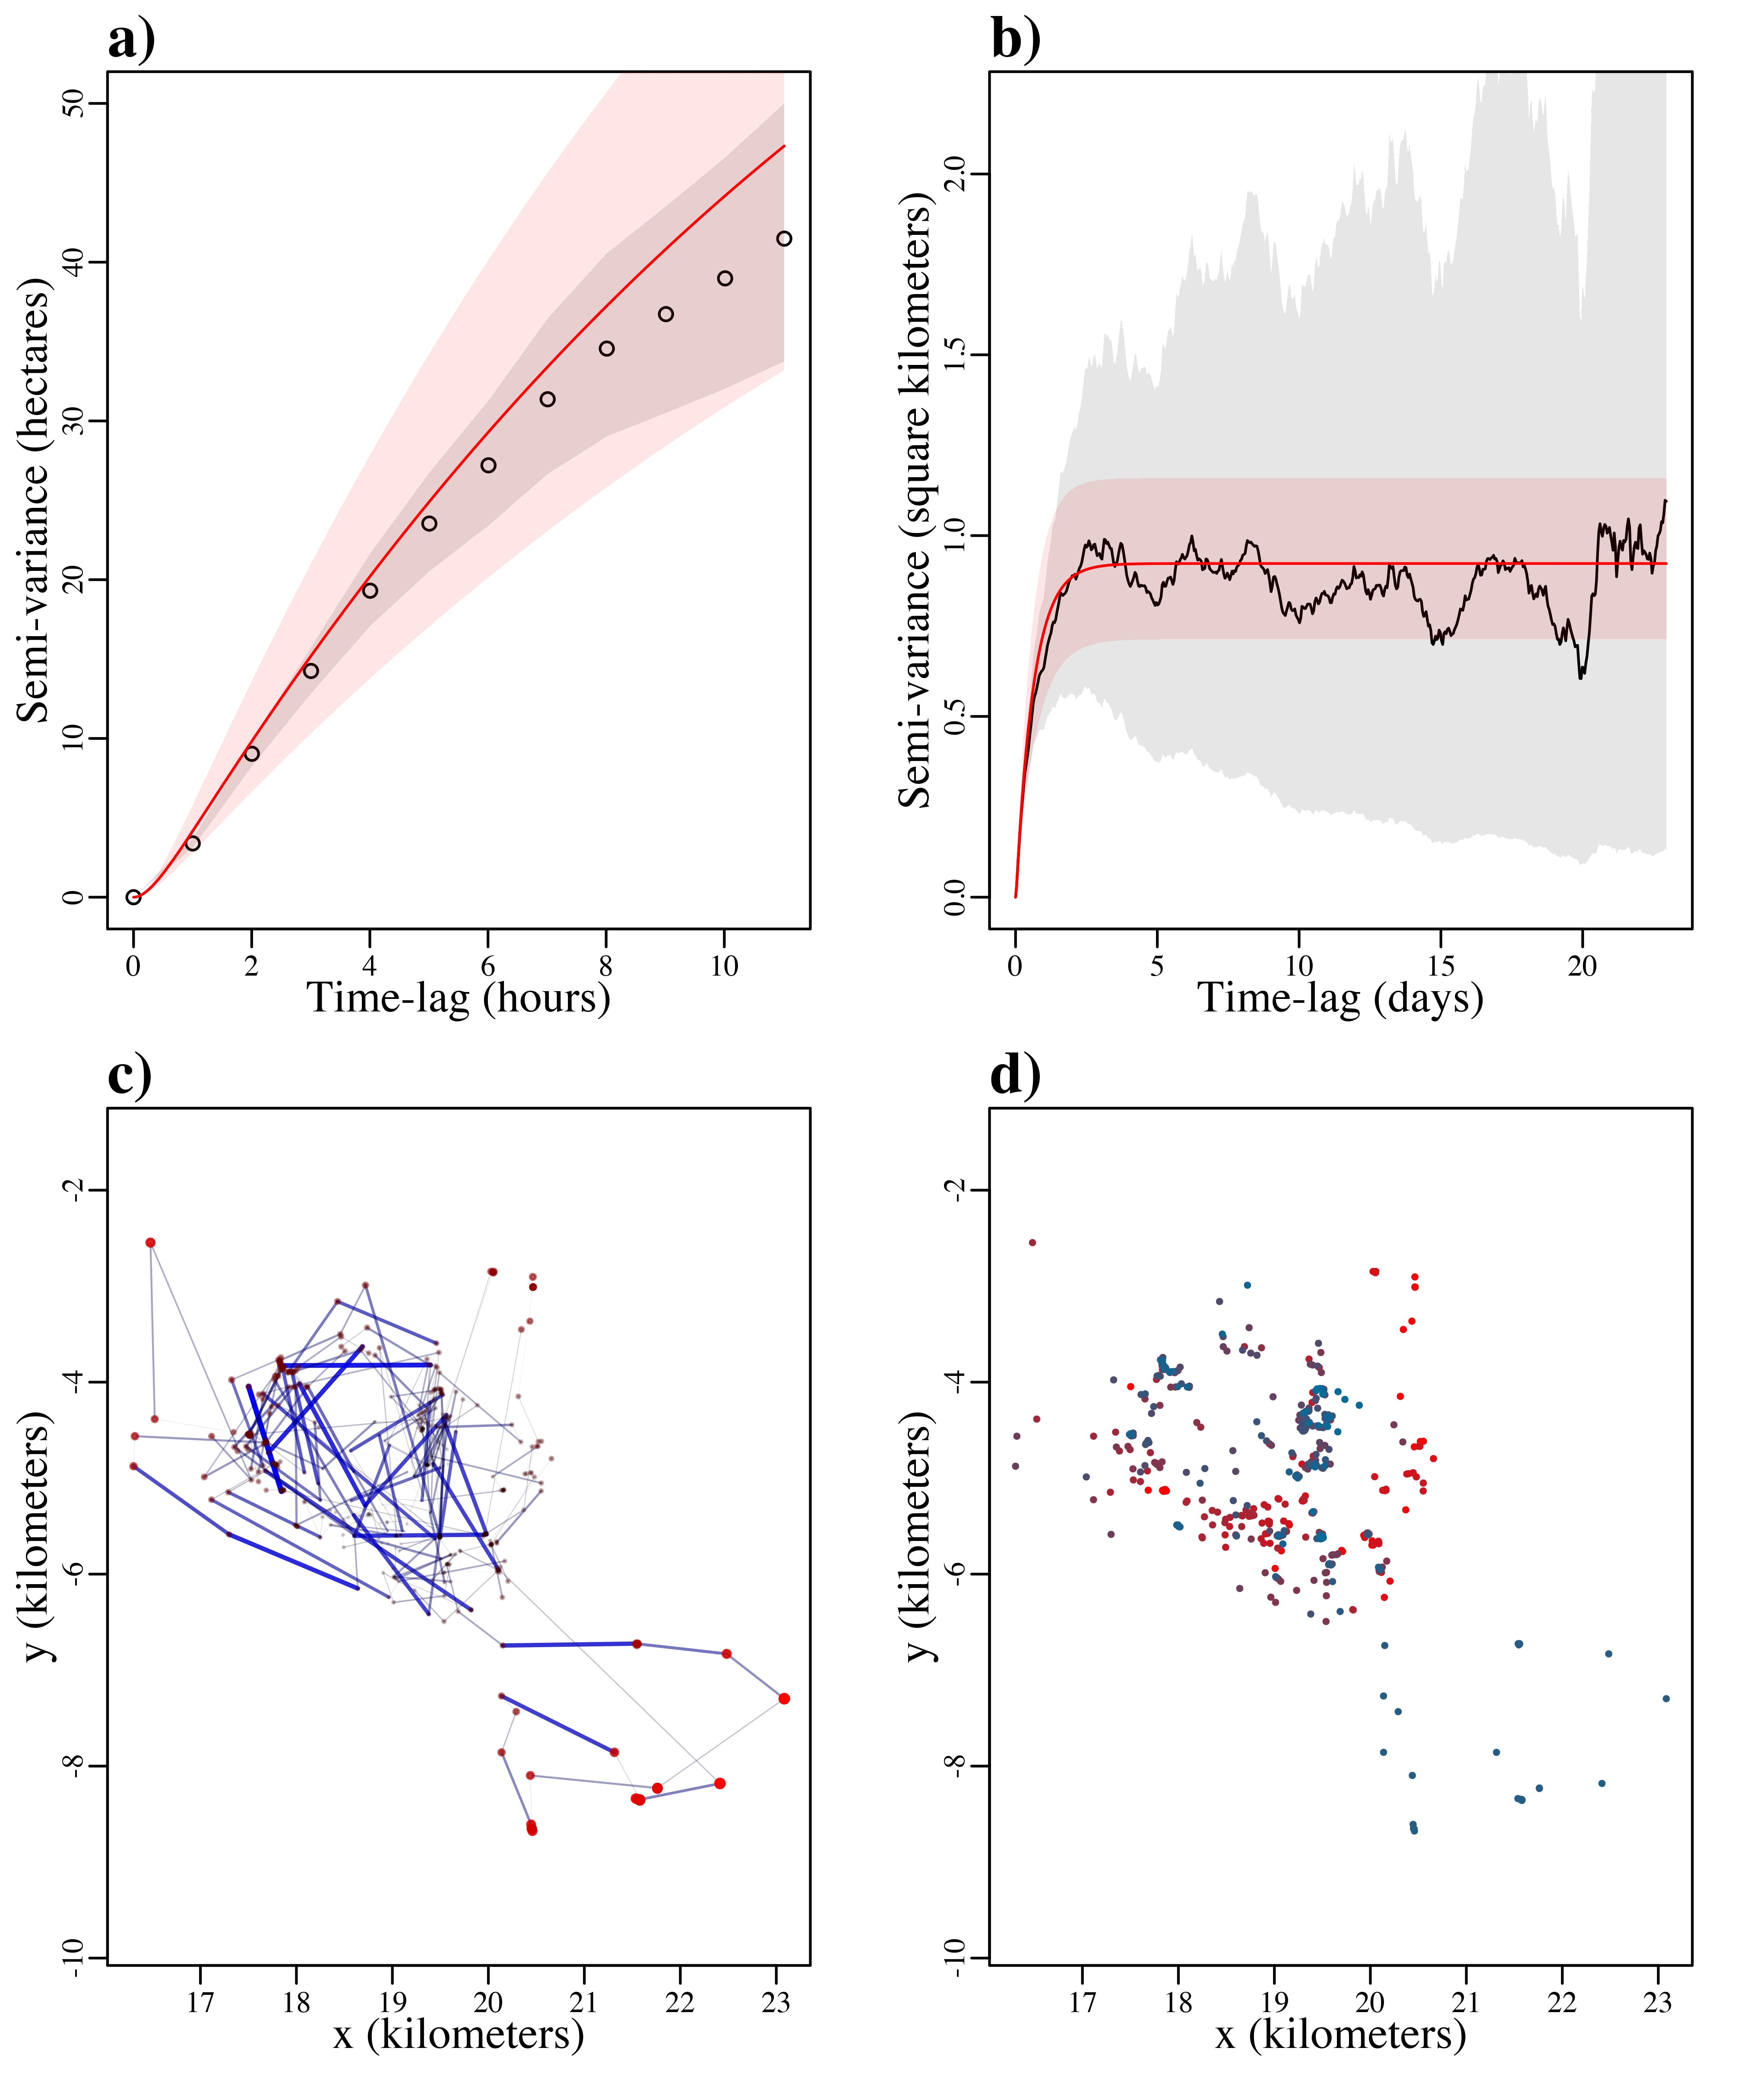 a)
Semi-variance (hectares)
50
40
30
20
10
0
0 2 4 6 8 10
Time-lag (hours)
b)
Semi-variance (square kilometers)
2.0
1.5
1.0
0.5
0.0
0 5 10 15 20
Time-lag (days)
c)
y (kilometers)
-2
-4
-6
-8
-10
17 18 19 20 21 22 23
x (kilometers)
d)
y (kilometers)
-2
-4
-6
-8
-10
17 18 19 20 21 22 23
x (kilometers)